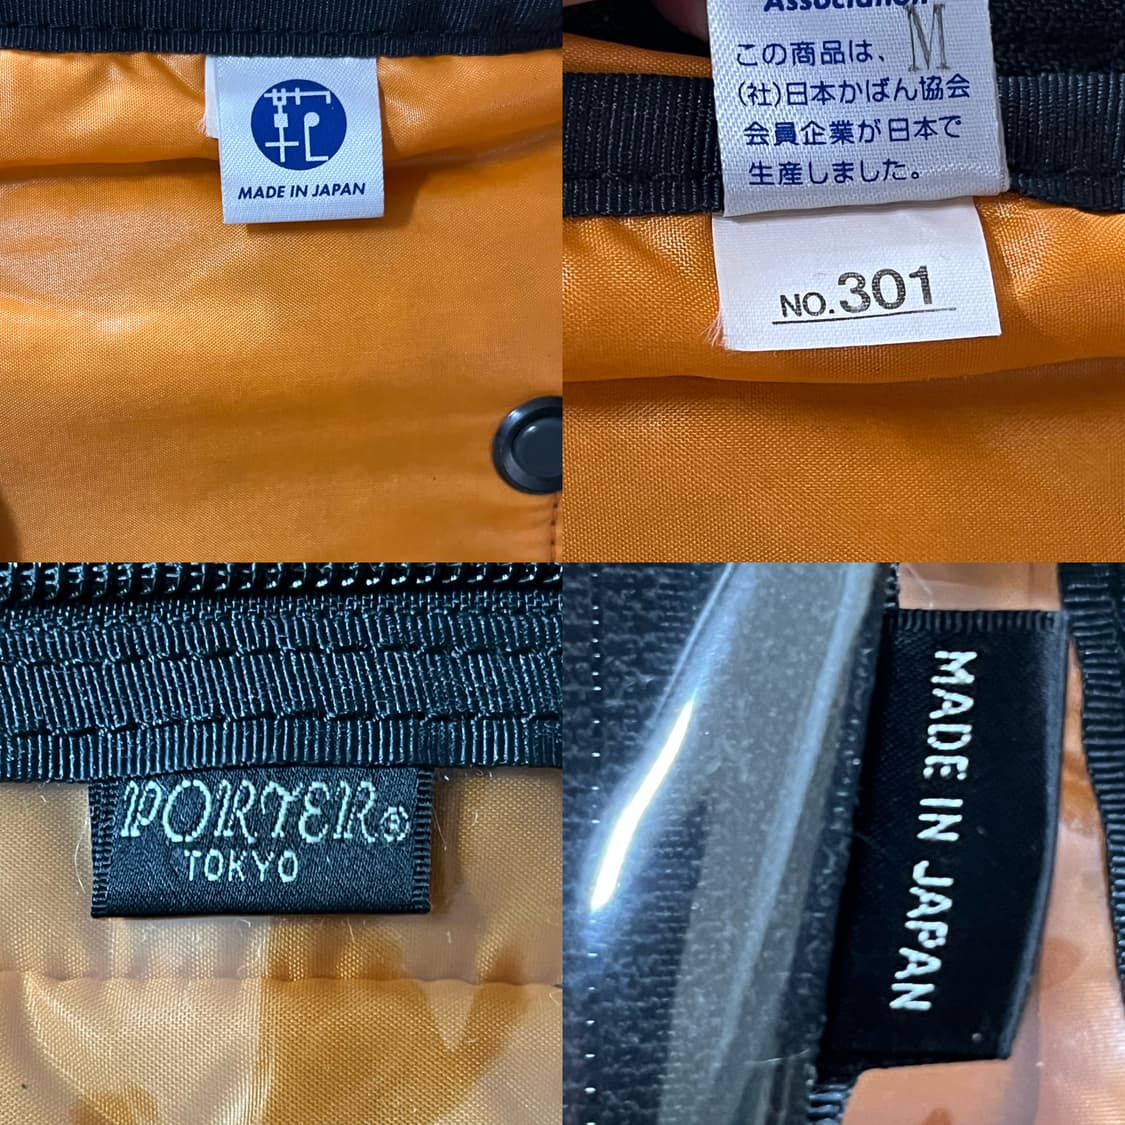 MADE IN JAPAN
Association
M
この商品は、
(社)日本かばん協会
会員企業が日本で
生産しました。
NO.301
PORTER®
TOKYO
MADE IN JAPAN